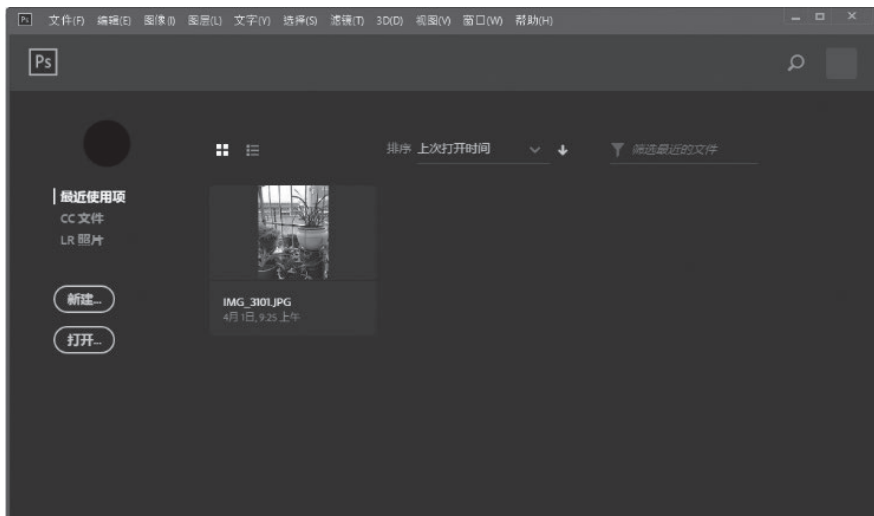 Ps 文件(F) 编辑(E) 图像(I) 图层(L) 文字(Y) 选择(S) 滤镜(T) 3D(D) 视图(V) 窗口(W) 帮助(H)
Ps
排序 上次打开时间 筛选最近的文件
最近使用项
CC 文件
LR 照片
新建...
打开...
IMG_3101.JPG
4月1日, 9:25 上午